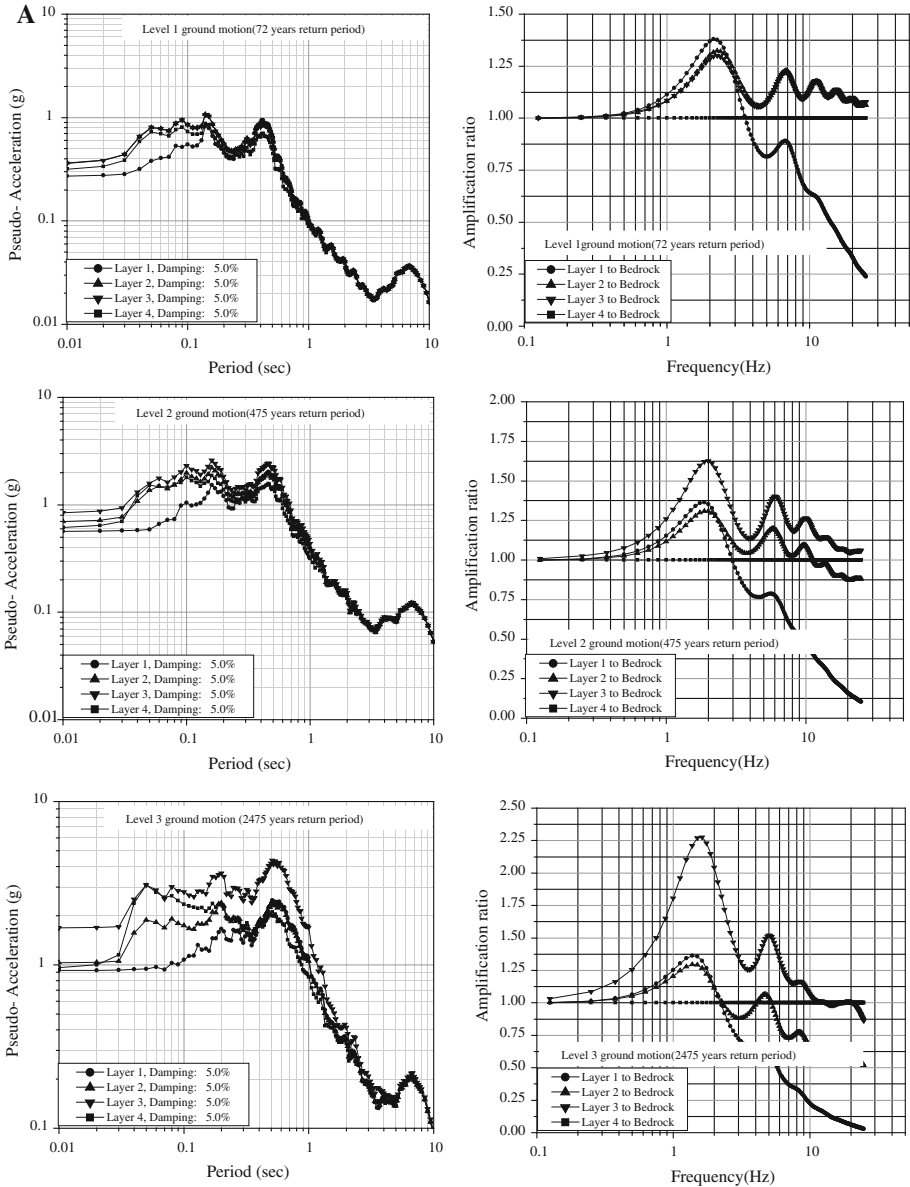 A
Level 1 ground motion(72 years return period)
Pseudo- Acceleration (g)
10
1
0.1
0.01
Layer 1, Damping: 5.0%
Layer 2, Damping: 5.0%
Layer 3, Damping: 5.0%
Layer 4, Damping: 5.0%
0.01
0.1
1
10
Period (sec)
Amplification ratio
1.50
1.25
1.00
0.75
0.50
0.25
0.00
Level 1ground motion(72 years return period)
Layer 1 to Bedrock
Layer 2 to Bedrock
Layer 3 to Bedrock
Layer 4 to Bedrock
0.1
1
10
Frequency(Hz)
Level 2 ground motion(475 years return period)
Pseudo- Acceleration (g)
10
1
0.1
0.01
Layer 1, Damping: 5.0%
Layer 2, Damping: 5.0%
Layer 3, Damping: 5.0%
Layer 4, Damping: 5.0%
0.01
0.1
1
10
Period (sec)
Amplification ratio
2.00
1.75
1.50
1.25
1.00
0.75
0.50
0.25
0.00
Level 2 ground motion(475 years return period)
Layer 1 to Bedrock
Layer 2 to Bedrock
Layer 3 to Bedrock
Layer 4 to Bedrock
0.1
1
10
Frequency(Hz)
Level 3 ground motion (2475 years return period)
Pseudo- Acceleration (g)
10
1
0.1
Layer 1, Damping: 5.0%
Layer 2, Damping: 5.0%
Layer 3, Damping: 5.0%
Layer 4, Damping: 5.0%
0.01
0.1
1
10
Period (sec)
Amplification ratio
2.50
2.25
2.00
1.75
1.50
1.25
1.00
0.75
0.50
0.25
0.00
Level 3 ground motion(2475 years return period)
Layer 1 to Bedrock
Layer 2 to Bedrock
Layer 3 to Bedrock
Layer 4 to Bedrock
0.1
1
10
Frequency(Hz)